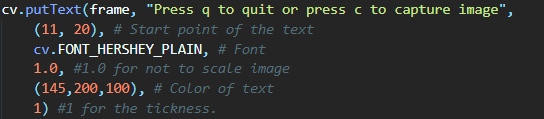 cv.putText(frame, "Press q to quit or press c to capture image",
(11, 20), # Start point of the text
cv.FONT_HERSHEY_PLAIN, # Font
1.0, #1.0 for not to scale image
(145,200,100), # Color of text
1) #1 for the tickness.